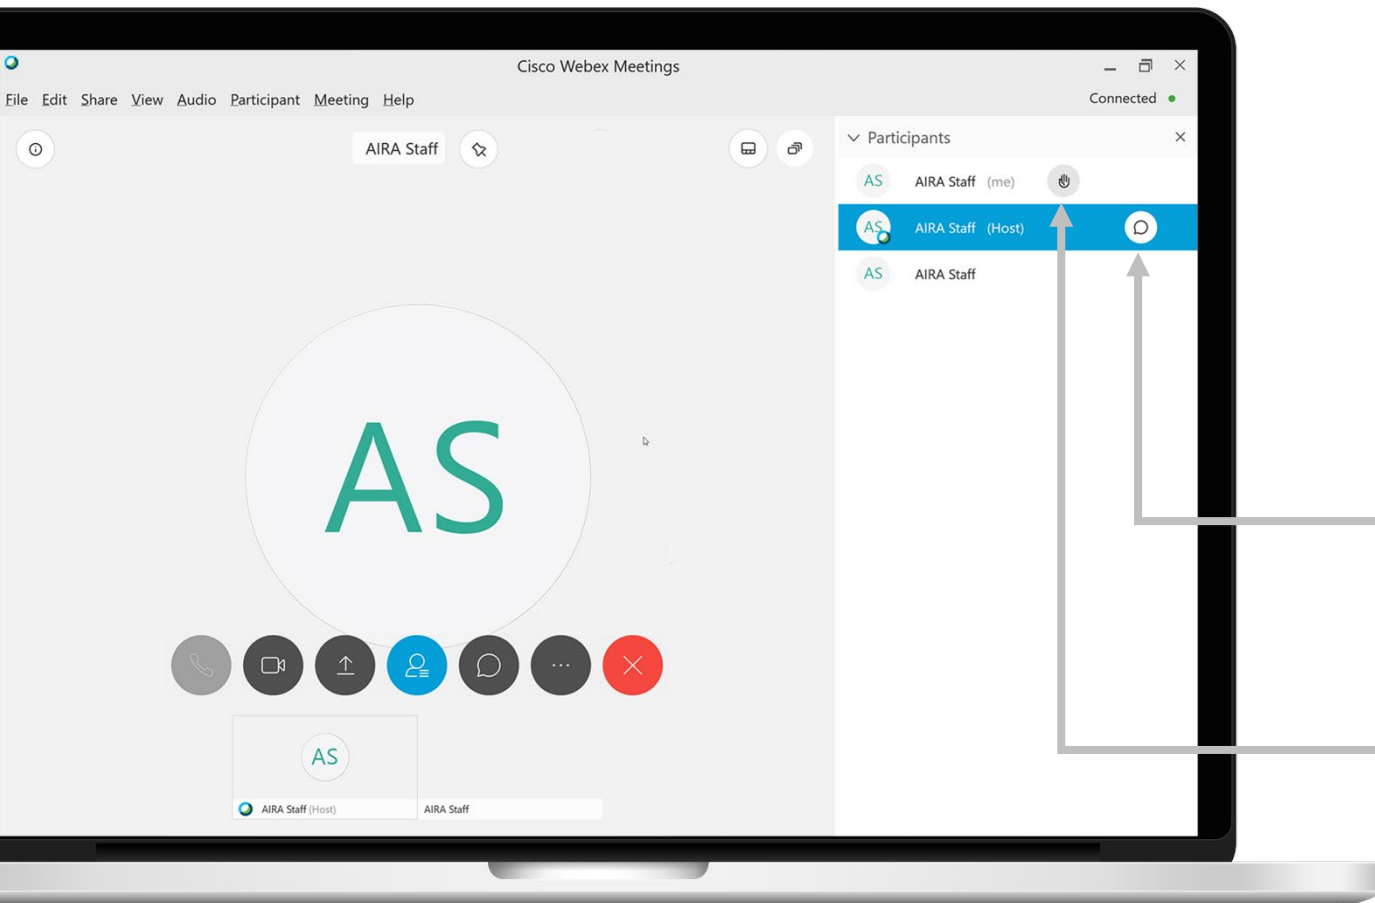 Cisco Webex Meetings
File Edit Share View Audio Participant Meeting Help
Connected
AIRA Staff
Participants
AS AIRA Staff (me)
AS AIRA Staff (Host)
AS AIRA Staff
AS
AS
AIRA Staff (Host)
AIRA Staff